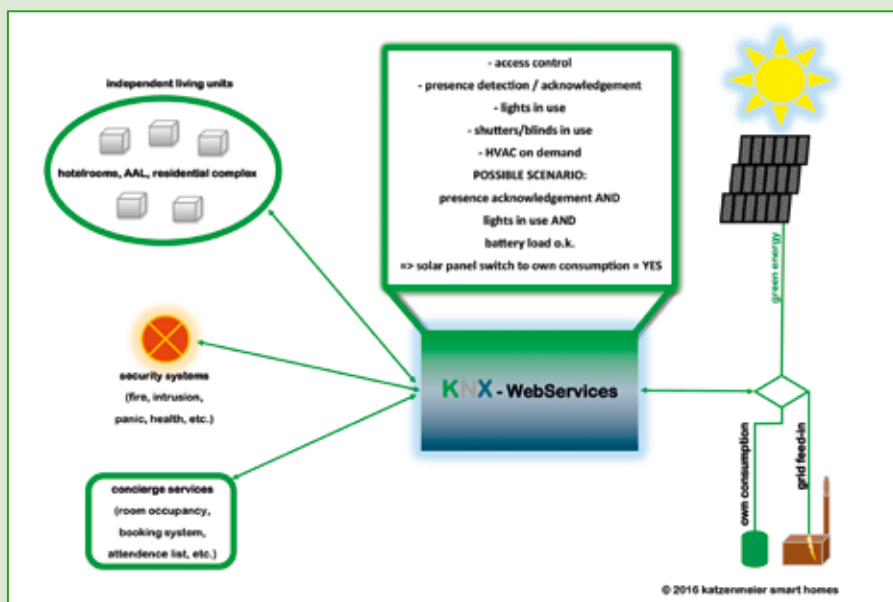 independent living units
hotelrooms, AAL, residential complex
security systems
(fire, intrusion,
panic, health, etc.)
concierge services
(room occupancy,
booking system,
attendence list, etc.)
- access control
- presence detection / acknowledgement
- lights in use
- shutters/blinds in use
- HVAC on demand
POSSIBLE SCENARIO:
presence acknowledgement AND
lights in use AND
battery load o.k.
=> solar panel switch to own consumption = YES
KNX - WebServices
green energy
own consumption
grid feed-in
© 2016 katzenmeier smart homes